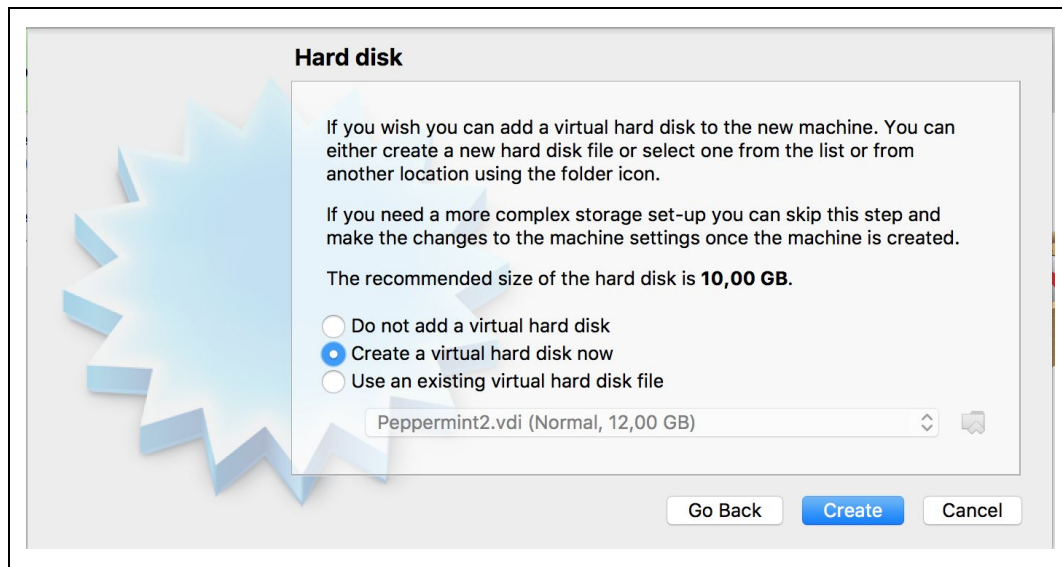 Hard disk
If you wish you can add a virtual hard disk to the new machine. You can
either create a new hard disk file or select one from the list or from
another location using the folder icon.
If you need a more complex storage set-up you can skip this step and
make the changes to the machine settings once the machine is created.
The recommended size of the hard disk is 10,00 GB.
Do not add a virtual hard disk
Create a virtual hard disk now
Use an existing virtual hard disk file
Peppermint2.vdi (Normal, 12,00 GB)
Go Back
Create
Cancel